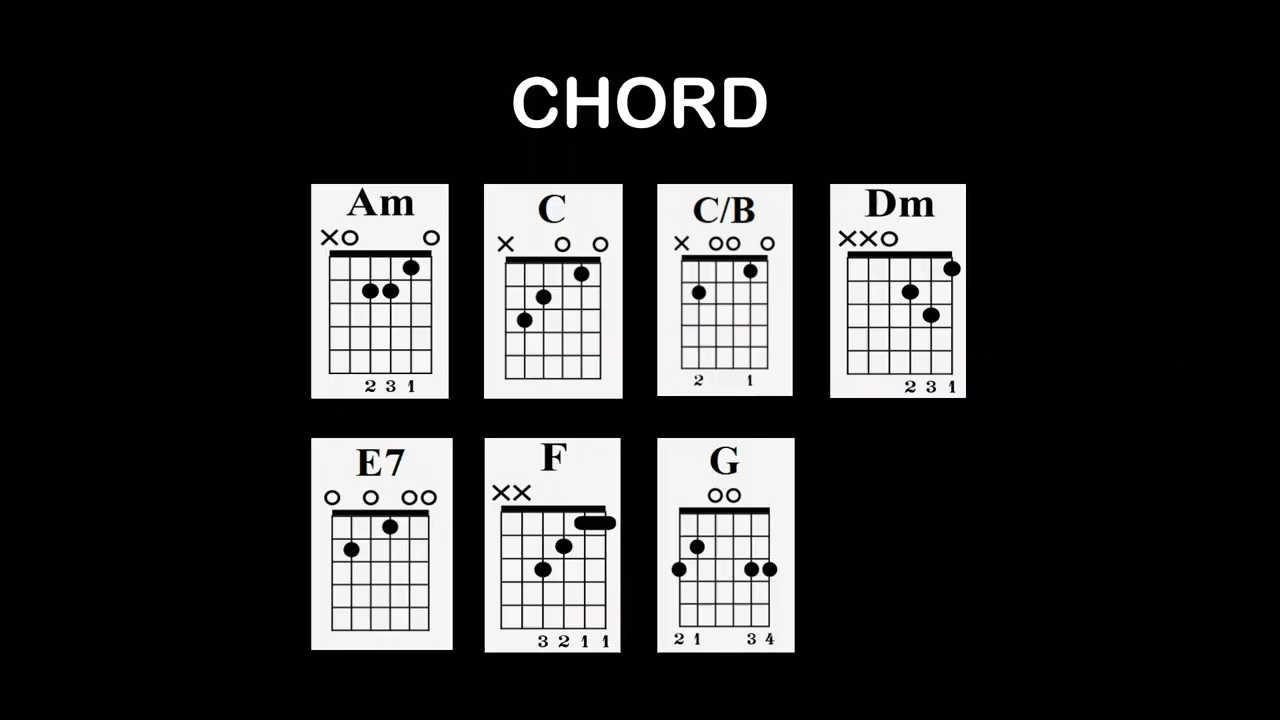 CHORD
Am C C/B Dm
×○ ○ × ○ ○ × ○○ ○ ××○
2 3 1 2 1 2 3 1
E7 F G
○ ○ ○○ ×× ○○
3 2 1 1 2 1 3 4